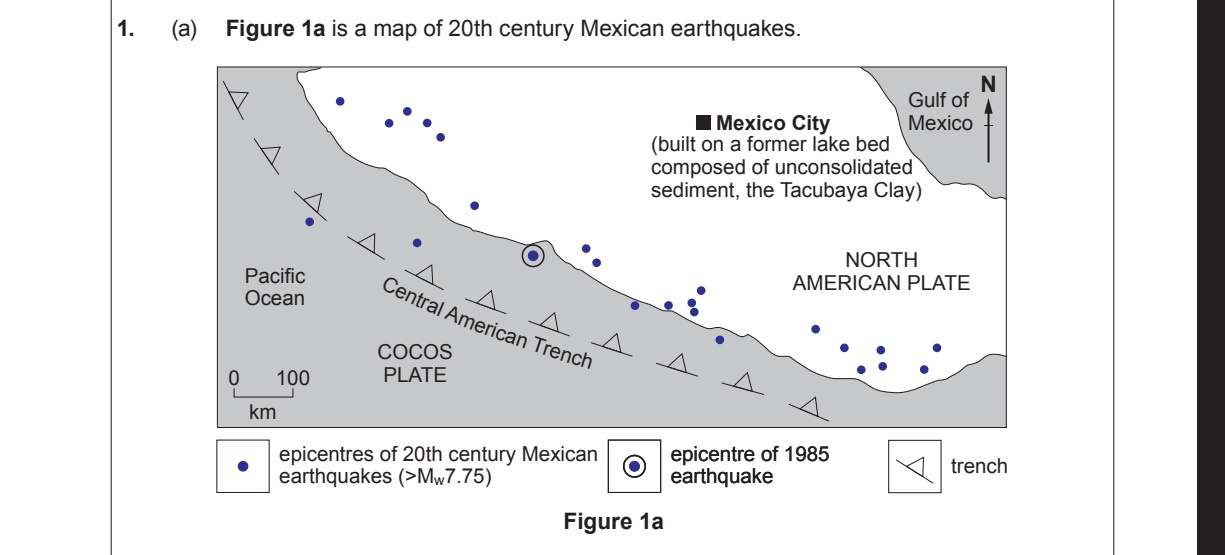 1. (a) Figure 1a is a map of 20th century Mexican earthquakes.
N
Gulf of
Mexico
Mexico City
(built on a former lake bed
composed of unconsolidated
sediment, the Tacubaya Clay)
NORTH
AMERICAN PLATE
Pacific
Ocean
Central American Trench
COCOS
PLATE
0 100
km
epicentres of 20th century Mexican
earthquakes (>Mw7.75)
epicentre of 1985
earthquake
trench
Figure 1a